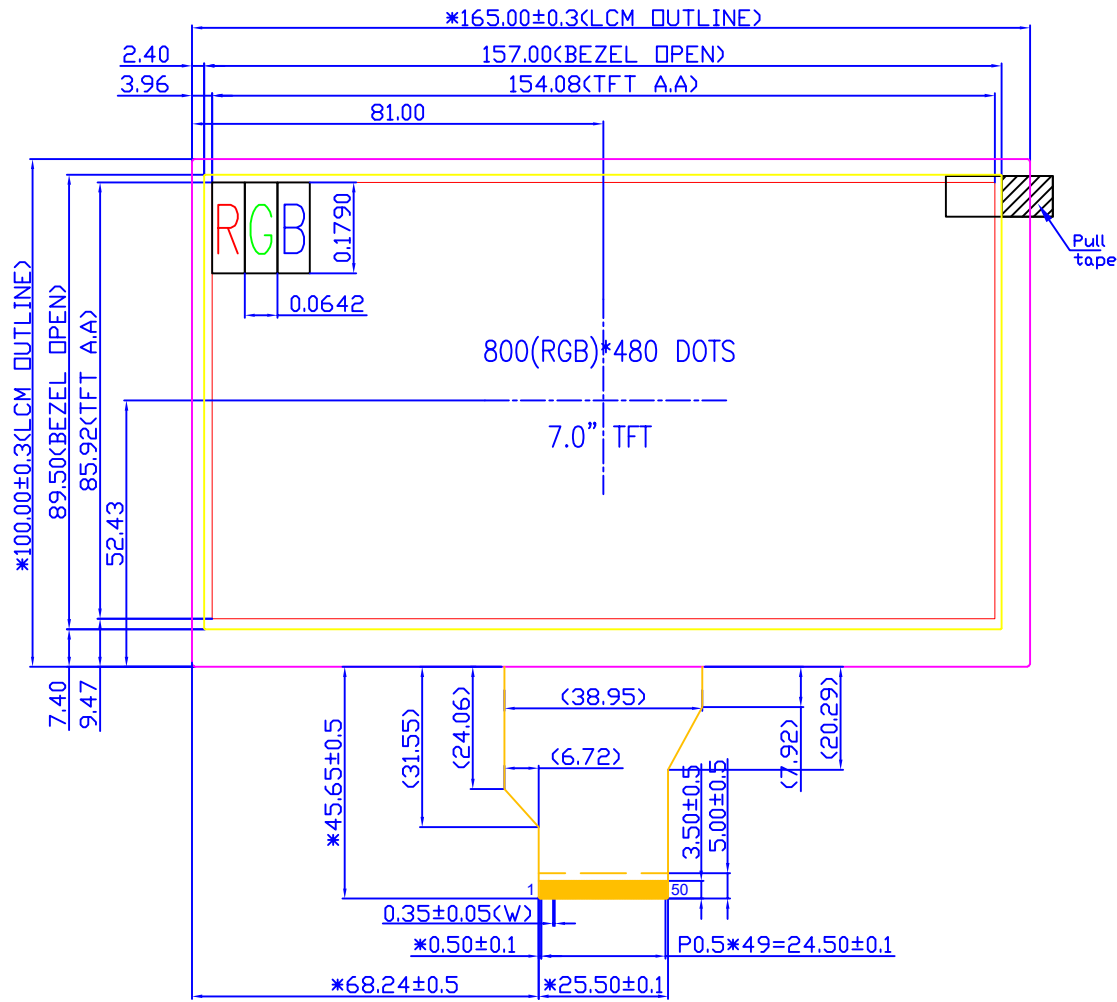 *165.00±0.3(LCM OUTLINE)
2.40
157.00(BEZEL OPEN)
3.96
154.08(TFT A.A)
81.00
RGB
0.1790
0.0642
Pull
tape
*100.00±0.3(LCM OUTLINE)
89.50(BEZEL OPEN)
85.92(TFT A.A)
52.43
800(RGB)*480 DOTS
7.0" TFT
7.40
9.47
*45.65±0.5
(31.55)
(24.06)
(38.95)
(6.72)
(7.92)
(20.29)
3.50±0.5
5.00±0.5
1
50
0.35±0.05(W)
*0.50±0.1
P0.5*49=24.50±0.1
*68.24±0.5
*25.50±0.1